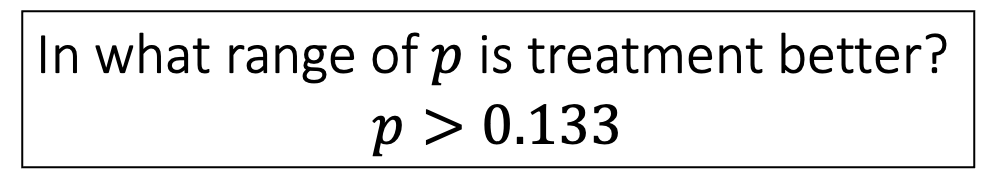 In what range of p is treatment better?
p > 0.133